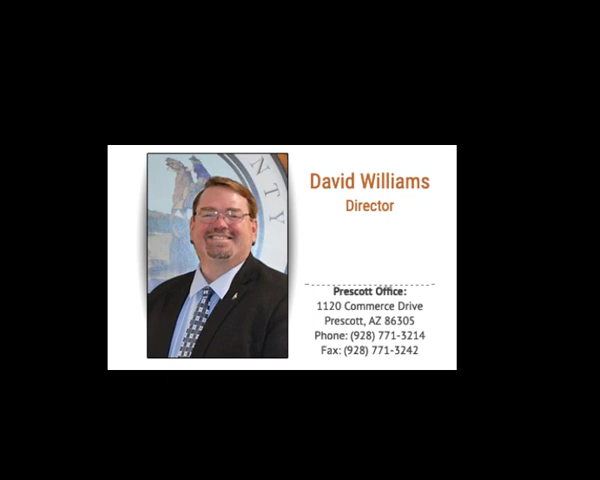 NTY
David Williams
Director
Prescott Office:
1120 Commerce Drive
Prescott, AZ 86305
Phone: (928) 771-3214
Fax: (928) 771-3242